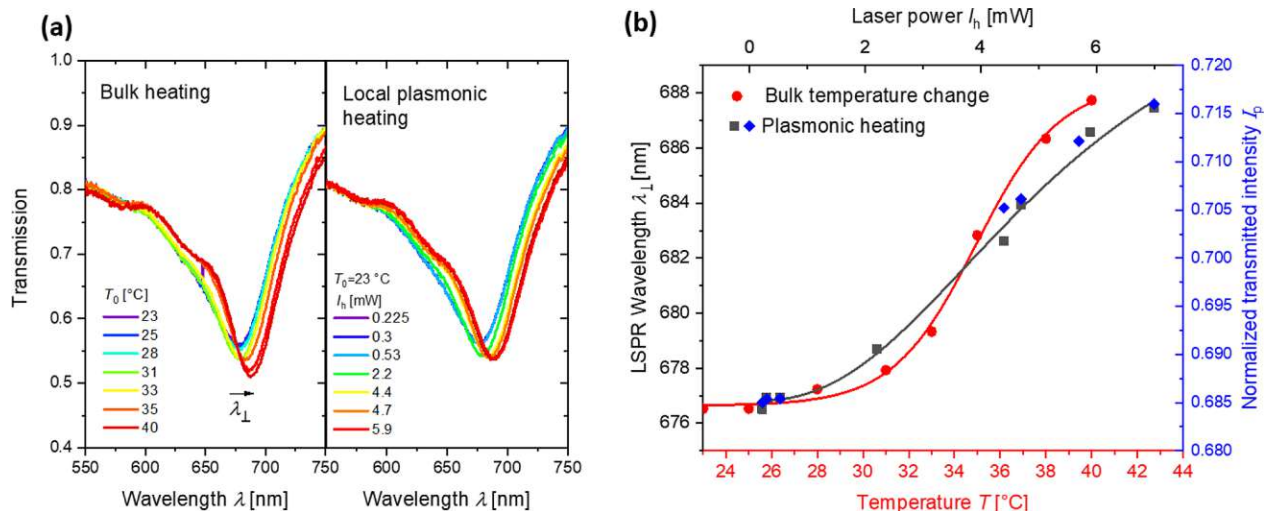 (a)
Bulk heating
Local plasmonic
heating
Transmission
0.4
0.5
0.6
0.7
0.8
0.9
1.0
T₀ [°C]
23
25
28
31
33
35
40
λ⊥
T₀=23 °C
Iₕ [mW]
0.225
0.3
0.53
2.2
4.4
4.7
5.9
550 600 650 700 750
550 600 650 700 750
Wavelength λ [nm]
Wavelength λ [nm]
(b)
Laser power Iₕ [mW]
0 2 4 6
Bulk temperature change
Plasmonic heating
LSPR Wavelength λ⊥[nm]
676
678
680
682
684
686
688
Normalized transmitted intensity Iₚ
0.680
0.685
0.690
0.695
0.700
0.705
0.710
0.715
0.720
24 26 28 30 32 34 36 38 40 42 44
Temperature T [°C]